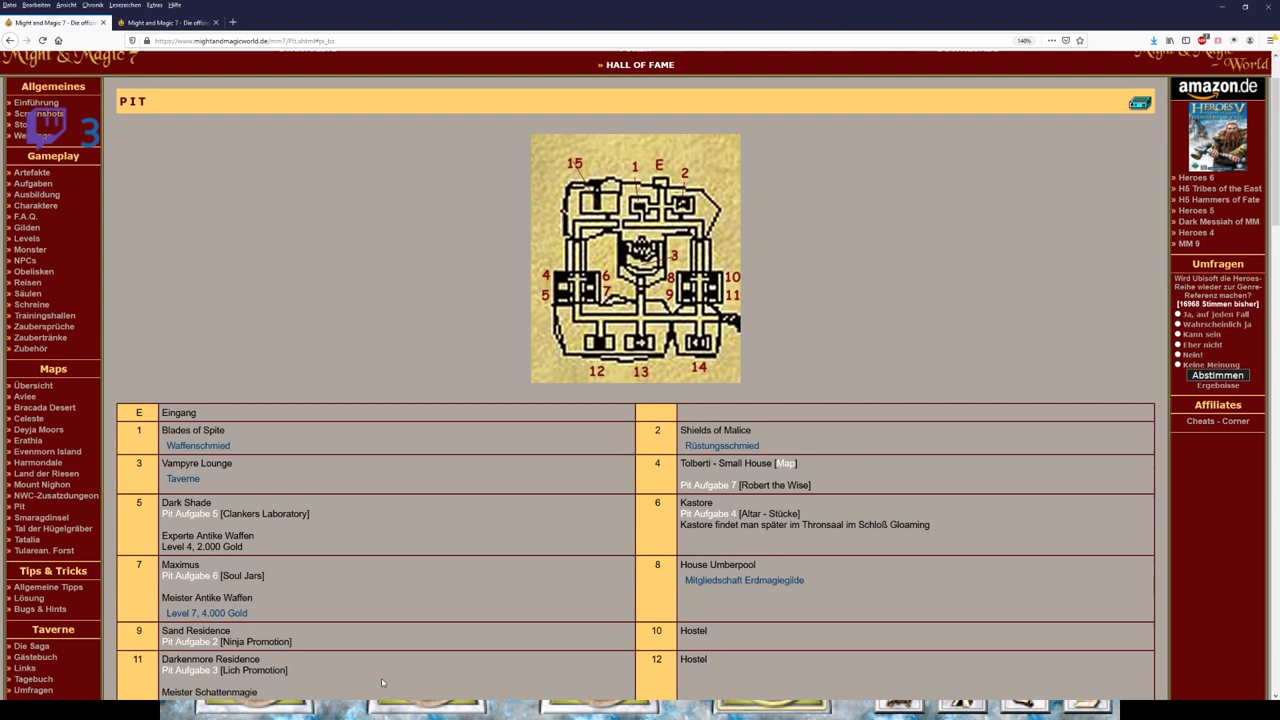 Datei Bearbeiten Ansicht Chronik Lesezeichen Extras Hilfe
Might and Magic 7 - Die offizi
Might and Magic 7 - Die offizi
https://www.mightandmagicworld.de/mm7/Pit.shtml#pi_bz
140%
Might & Magic 7
~ World
» HALL OF FAME
Allgemeines
» Einführung
» Screenshots
3
Gameplay
» Artefakte
» Aufgaben
» Ausbildung
» Charaktere
» F.A.Q.
» Gilden
» Levels
» Monster
» NPCs
» Obelisken
» Reisen
» Säulen
» Schreine
» Trainingshallen
» Zaubersprüche
» Zaubertränke
» Zubehör
Maps
» Übersicht
» Avlee
» Bracada Desert
» Celeste
» Deyja Moors
» Erathia
» Evenmorn Island
» Harmondale
» Land der Riesen
» Mount Nighon
» NWC-Zusatzdungeon
» Pit
» Smaragdinsel
» Tal der Hügelgräber
» Tatalia
» Tularean. Forst
Tips & Tricks
» Allgemeine Tipps
» Lösung
» Bugs & Hints
Taverne
» Die Saga
» Gästebuch
» Links
» Tagebuch
» Umfragen
PIT
15 1 E 2
3
4 6 8 10
5 7 9 11
12 13 14
E Eingang
1 Blades of Spite
Waffenschmied
2 Shields of Malice
Rüstungsschmied
3 Vampyre Lounge
Taverne
4 Tolberti - Small House [Map]
Pit Aufgabe 7 [Robert the Wise]
5 Dark Shade
Pit Aufgabe 5 [Clankers Laboratory]
Experte Antike Waffen
Level 4, 2.000 Gold
6 Kastore
Pit Aufgabe 4 [Altar - Stücke]
Kastore findet man später im Thronsaal im Schloß Gloaming
7 Maximus
Pit Aufgabe 6 [Soul Jars]
Meister Antike Waffen
Level 7, 4.000 Gold
8 House Umberpool
Mitgliedschaft Erdmagiegilde
9 Sand Residence
Pit Aufgabe 2 [Ninja Promotion]
10 Hostel
11 Darkenmore Residence
Pit Aufgabe 3 [Lich Promotion]
Meister Schattenmagie
12 Hostel
amazon.de
HEROES V
» Heroes 6
» H5 Tribes of the East
» H5 Hammers of Fate
» Heroes 5
» Dark Messiah of MM
» Heroes 4
» MM 9
Umfragen
Wird Ubisoft die Heroes-
Reihe wieder zur Genre-
Referenz machen?
[16968 Stimmen bisher]
Ja, auf jeden Fall
Wahrscheinlich ja
Kann sein
Eher nicht
Nein!
Keine Meinung
Abstimmen
Ergebnisse
Affiliates
Cheats - Corner